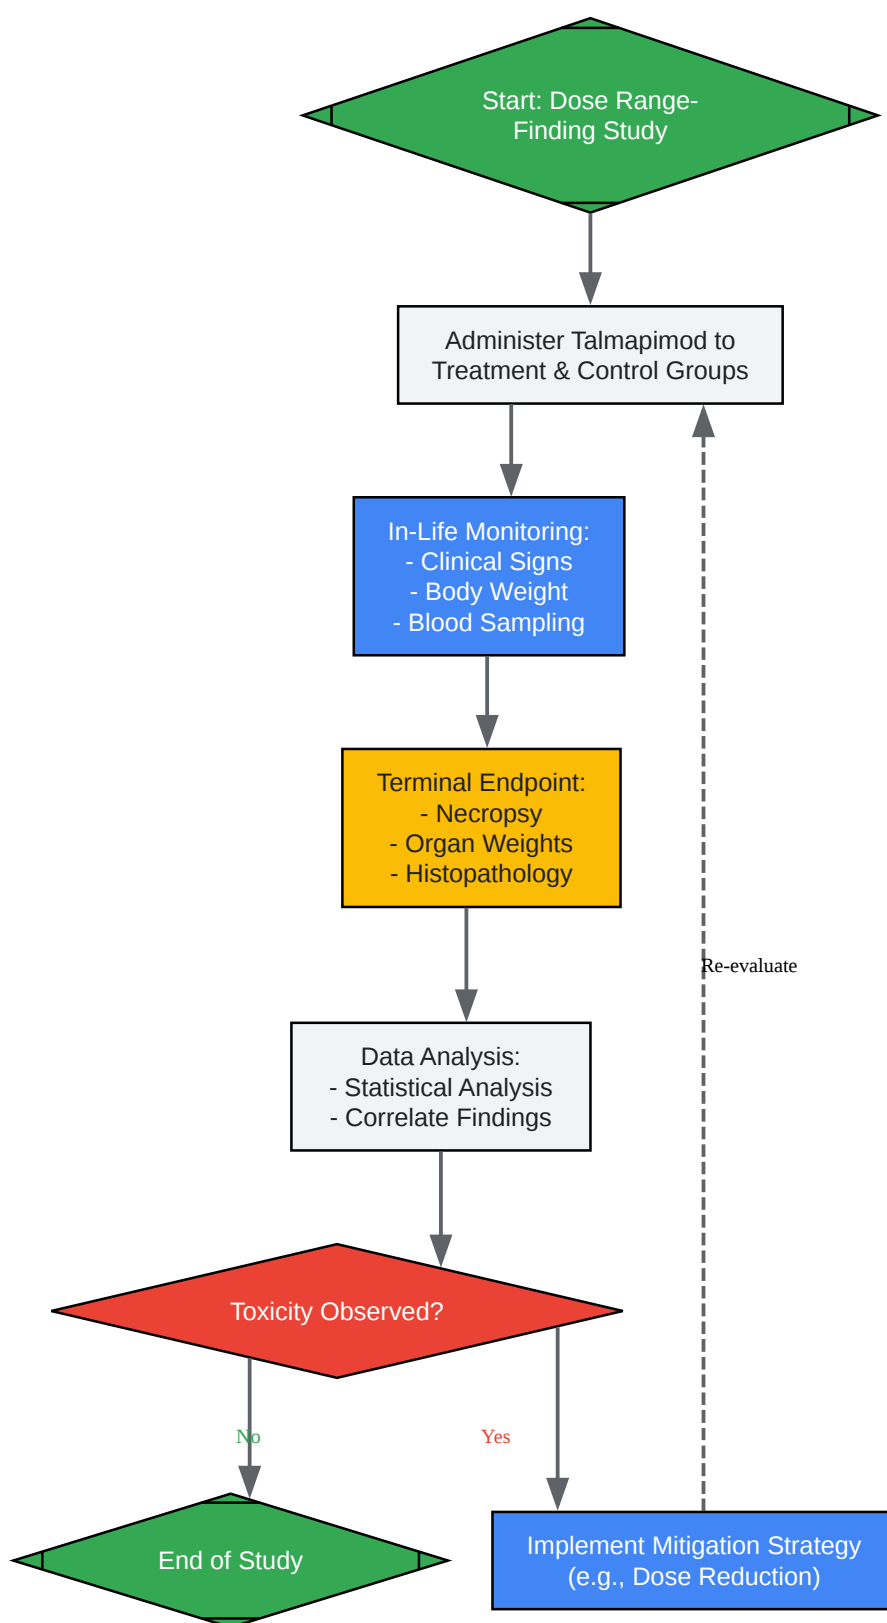 Start: Dose Range-
Finding Study
Administer Talmapimod to
Treatment & Control Groups
In-Life Monitoring:
- Clinical Signs
- Body Weight
- Blood Sampling
Terminal Endpoint:
- Necropsy
- Organ Weights
- Histopathology
Re-evaluate
Data Analysis:
- Statistical Analysis
- Correlate Findings
Toxicity Observed?
No
Yes
End of Study
Implement Mitigation Strategy
(e.g., Dose Reduction)